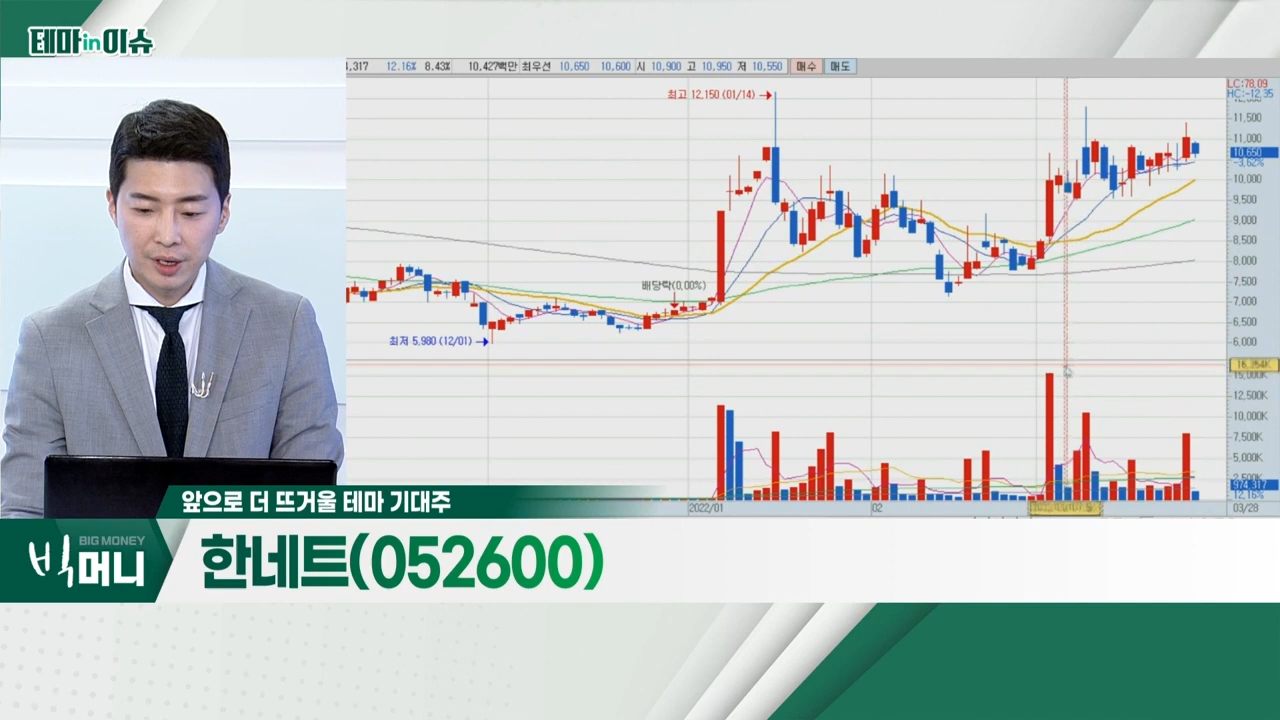 테마in이슈
,317 12.16% 8.43% 10,427백만 최우선 10,650 10,600 시 10,900 고 10,950 저 10,550 매수 매도
LC:78.09
HC:-12.35
최고 12,150 (01/14)
11,500
11,000
10,650
-3.62%
10,000
9,500
9,000
8,500
8,000
7,500
배당락(0.00%)
7,000
6,500
최저 5,980 (12/01)
6,000
16,354K
15,000K
12,500K
10,000K
7,500K
5,000K
2,500K
974,317
12.16%
2022/01 02 03/28
앞으로 더 뜨거울 테마 기대주
BIG MONEY
빅머니
한네트(052600)